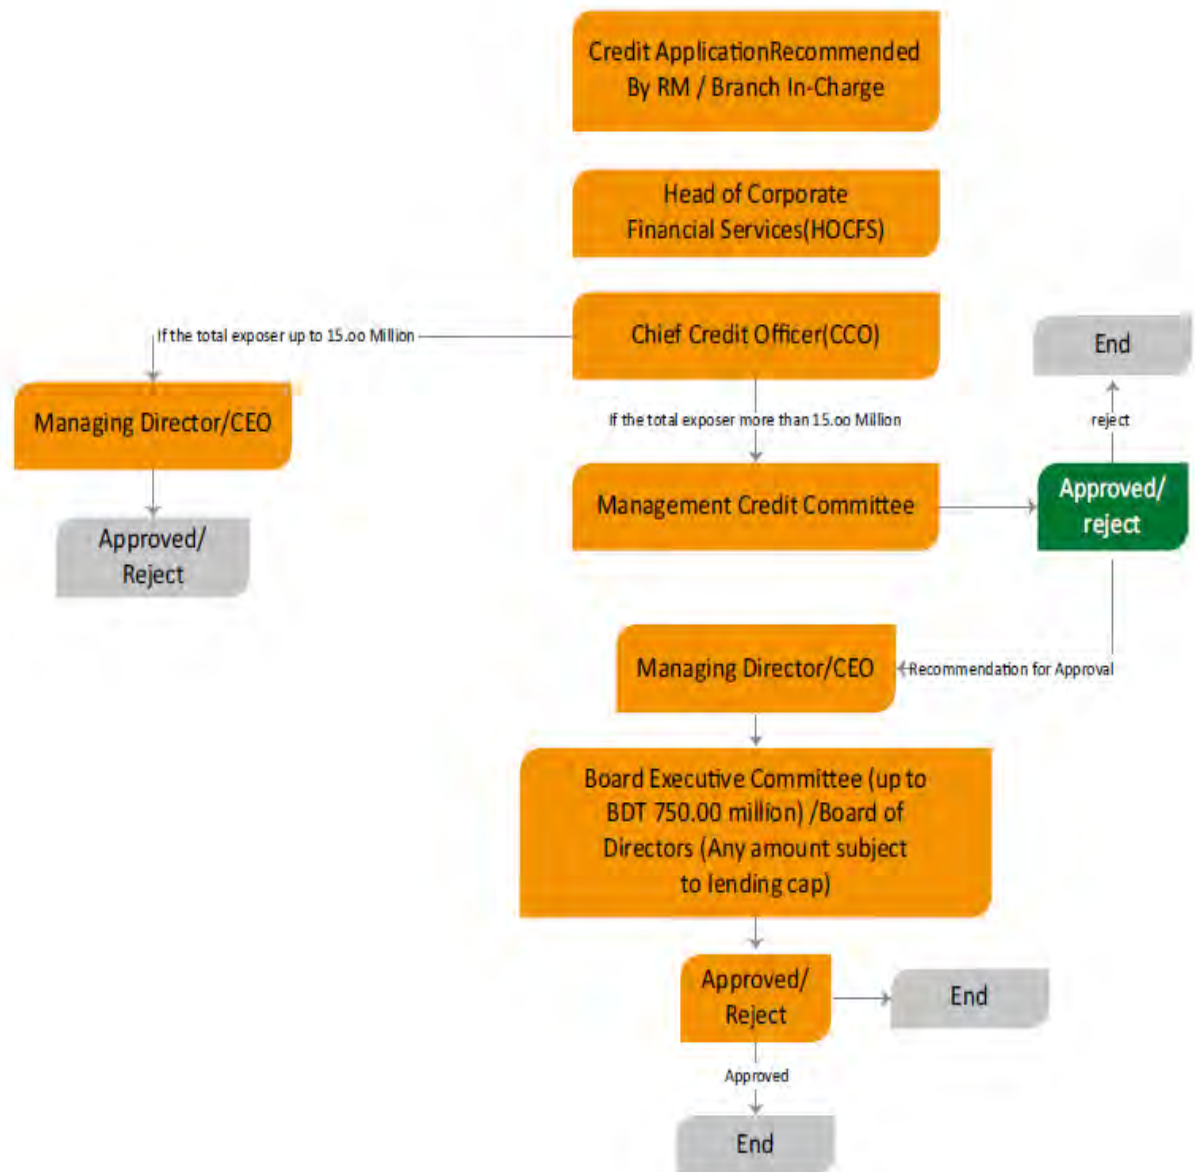 Credit ApplicationRecommended
By RM / Branch In-Charge
Head of Corporate
Financial Services(HOCFS)
If the total exposer up to 15.oo Million
Chief Credit Officer(CCO)
End
Managing Director/CEO
If the total exposer more than 15.oo Million
reject
Management Credit Committee
Approved/
reject
Approved/
Reject
Managing Director/CEO
Recommendation for Approval
Board Executive Committee (up to
BDT 750.00 million) /Board of
Directors (Any amount subject
to lending cap)
Approved/
Reject
End
Approved
End